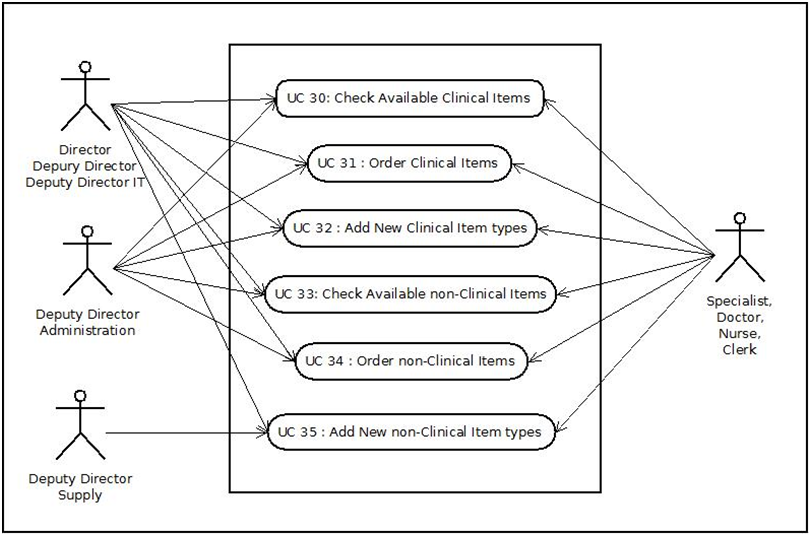 UC 30: Check Available Clinical Items
UC 31 : Order Clinical Items
UC 32 : Add New Clinical Item types
UC 33: Check Available non-Clinical Items
UC 34 : Order non-Clinical Items
UC 35 : Add New non-Clinical Item types
Director
Depury Director
Deputy Director IT
Deputy Director
Administration
Deputy Director
Supply
Specialist,
Doctor,
Nurse,
Clerk